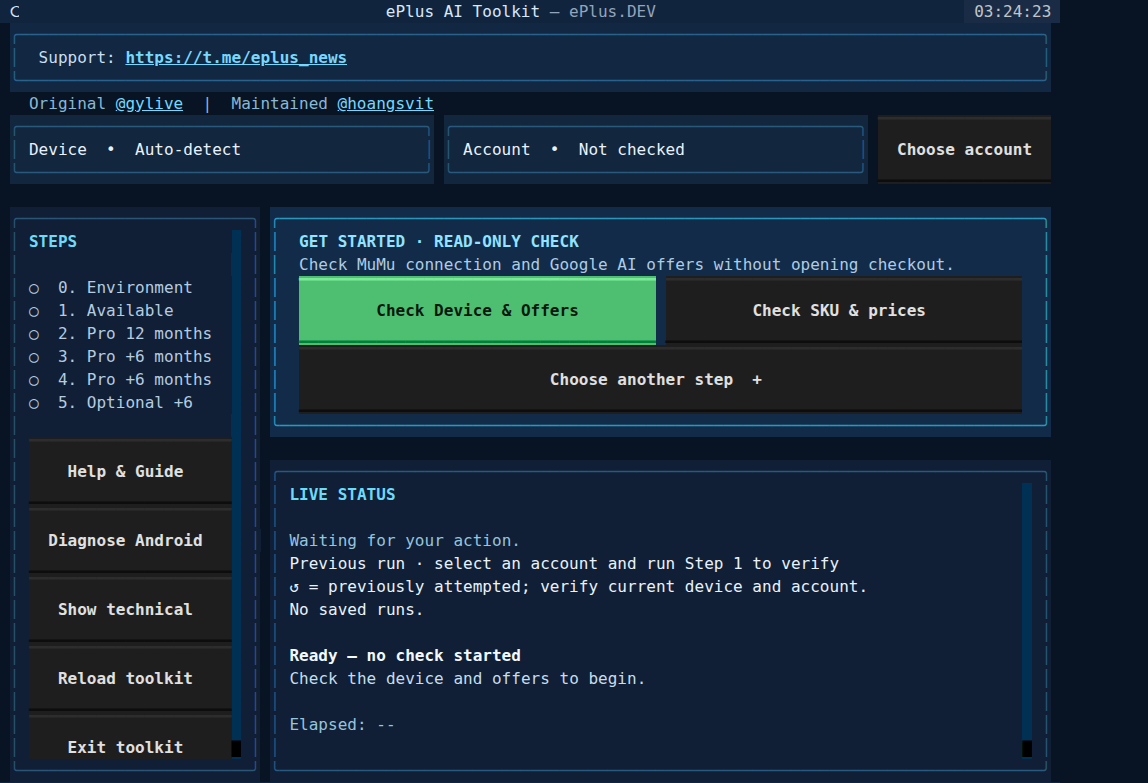 C ePlus AI Toolkit — ePlus.DEV 03:24:23
Support: https://t.me/eplus_news
Original @gylive | Maintained @hoangsvit
Device • Auto-detect
Account • Not checked
Choose account
STEPS
○ 0. Environment
○ 1. Available
○ 2. Pro 12 months
○ 3. Pro +6 months
○ 4. Pro +6 months
○ 5. Optional +6
Help & Guide
Diagnose Android
Show technical
Reload toolkit
Exit toolkit
GET STARTED · READ-ONLY CHECK
Check MuMu connection and Google AI offers without opening checkout.
Check Device & Offers
Check SKU & prices
Choose another step +
LIVE STATUS
Waiting for your action.
Previous run · select an account and run Step 1 to verify
↺ = previously attempted; verify current device and account.
No saved runs.
Ready — no check started
Check the device and offers to begin.
Elapsed: --